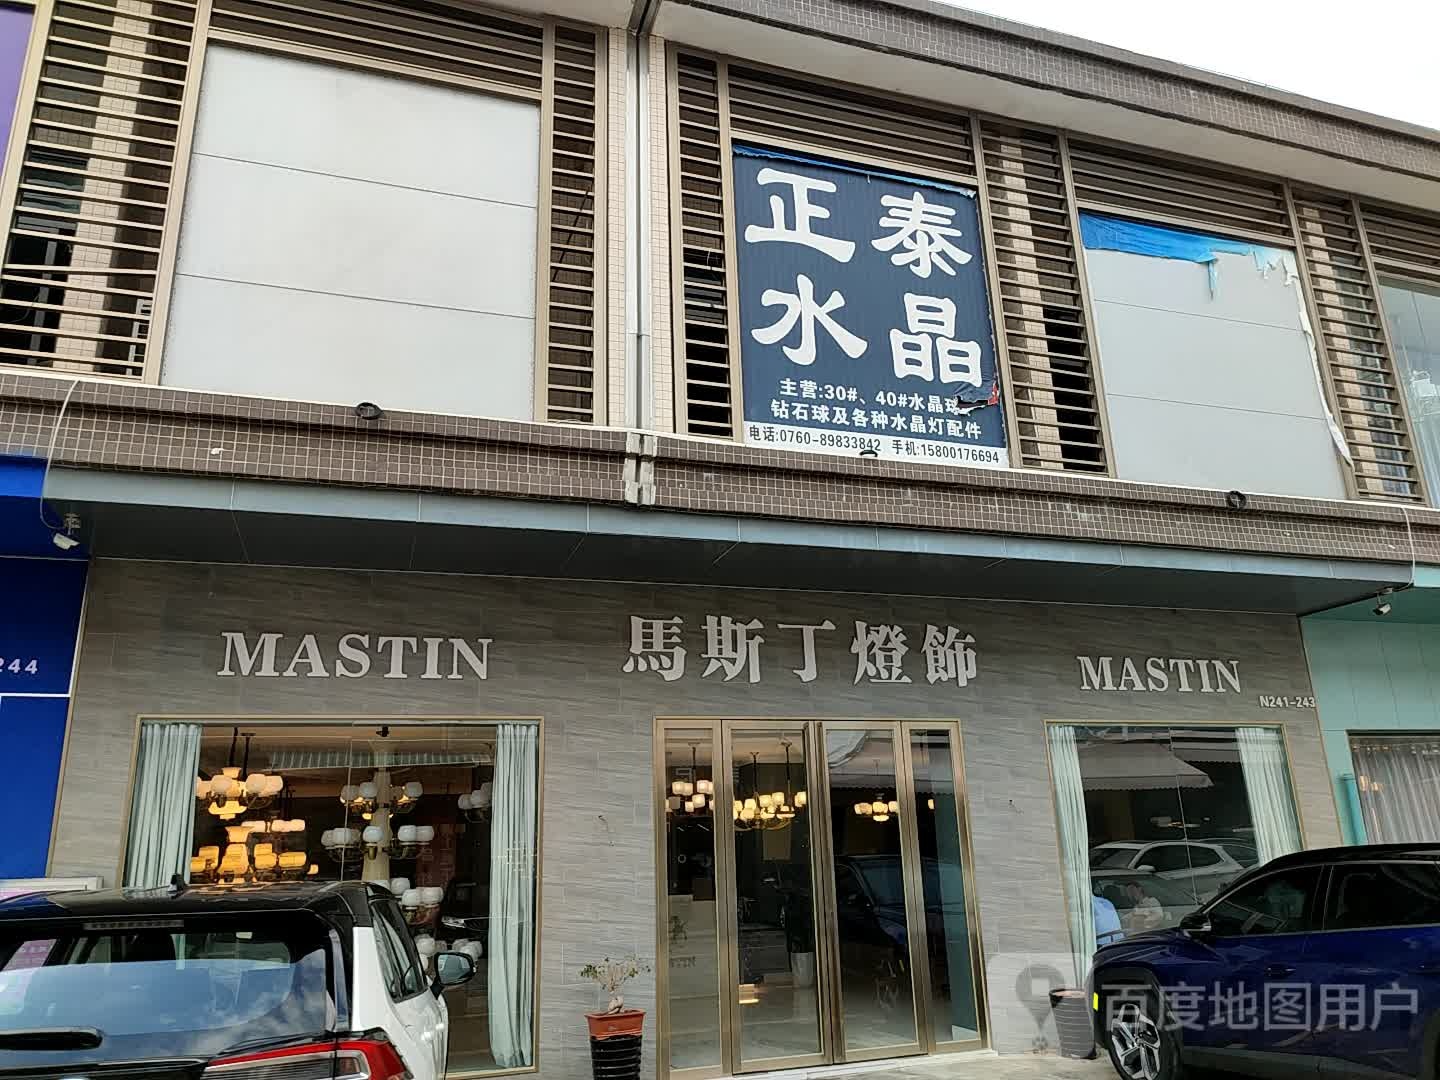 正泰
水晶
主营:30#、40#水晶球
钻石球及各种水晶灯配件
电话:0760-89833842 手机:15800176694
MASTIN 馬斯丁燈飾 MASTIN
N241-243
244
百度地图用户